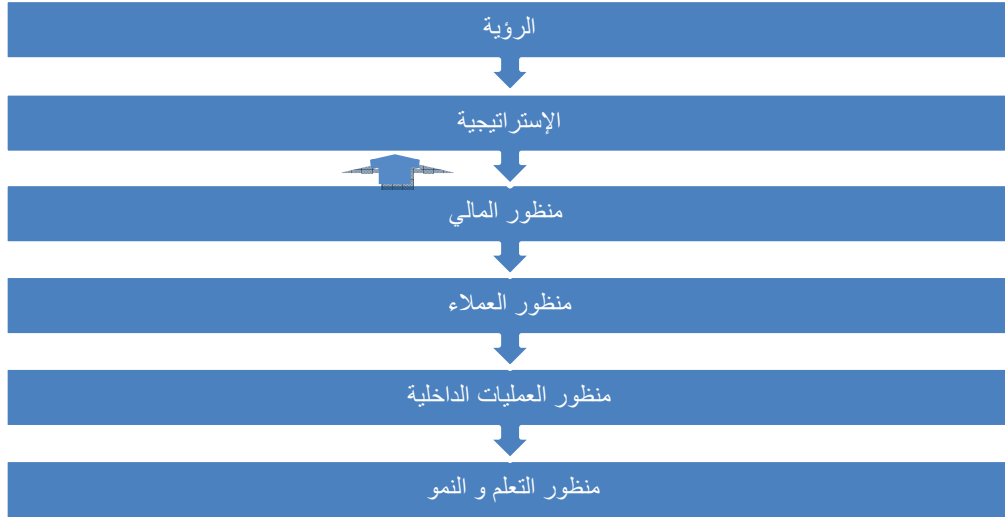 الرؤية
الإستراتيجية
منظور المالي
منظور العملاء
منظور العمليات الداخلية
منظور التعلم و النمو